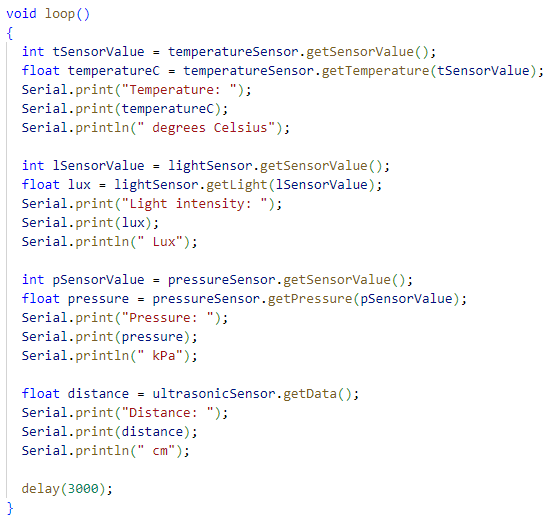 void loop()
{
  int tSensorValue = temperatureSensor.getSensorValue();
  float temperatureC = temperatureSensor.getTemperature(tSensorValue);
  Serial.print("Temperature: ");
  Serial.print(temperatureC);
  Serial.println(" degrees Celsius");

  int lSensorValue = lightSensor.getSensorValue();
  float lux = lightSensor.getLight(lSensorValue);
  Serial.print("Light intensity: ");
  Serial.print(lux);
  Serial.println(" Lux");

  int pSensorValue = pressureSensor.getSensorValue();
  float pressure = pressureSensor.getPressure(pSensorValue);
  Serial.print("Pressure: ");
  Serial.print(pressure);
  Serial.println(" kPa");

  float distance = ultrasonicSensor.getData();
  Serial.print("Distance: ");
  Serial.print(distance);
  Serial.println(" cm");

  delay(3000);
}